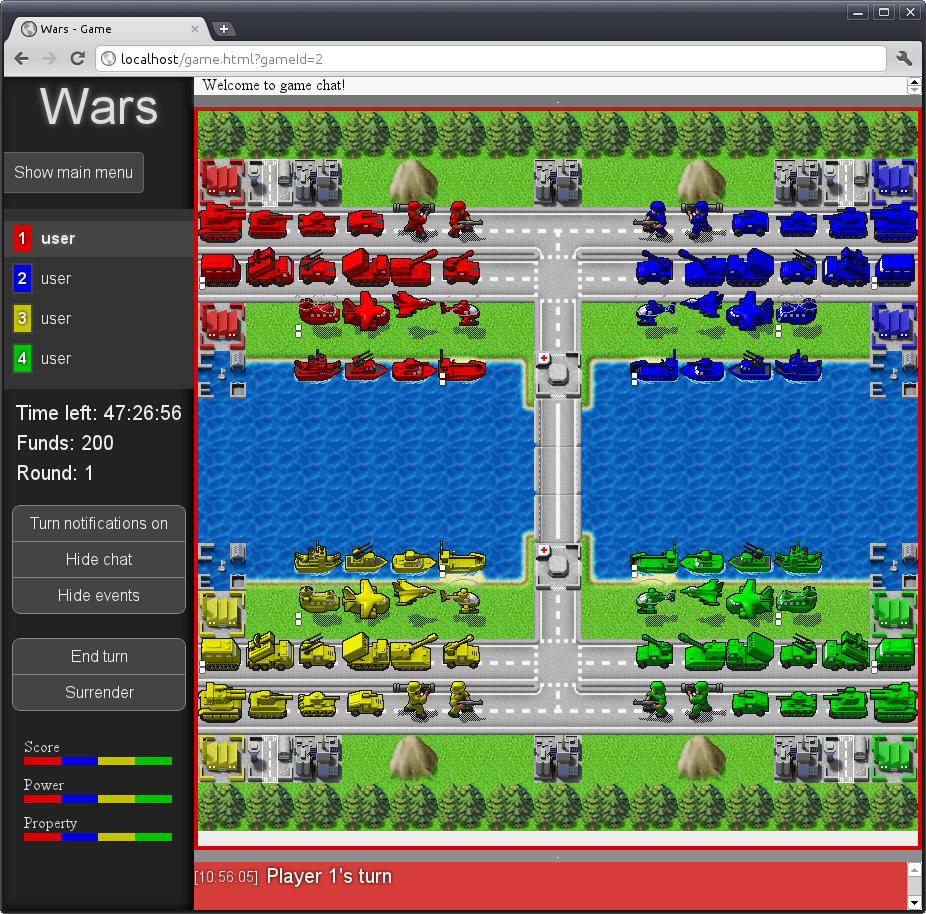 Wars - Game
localhost/game.html?gameId=2
Wars
Welcome to game chat!
Show main menu
1 user
2 user
3 user
4 user
Time left: 47:26:56
Funds: 200
Round: 1
Turn notifications on
Hide chat
Hide events
End turn
Surrender
Score
Power
Property
[10:56:05] Player 1's turn